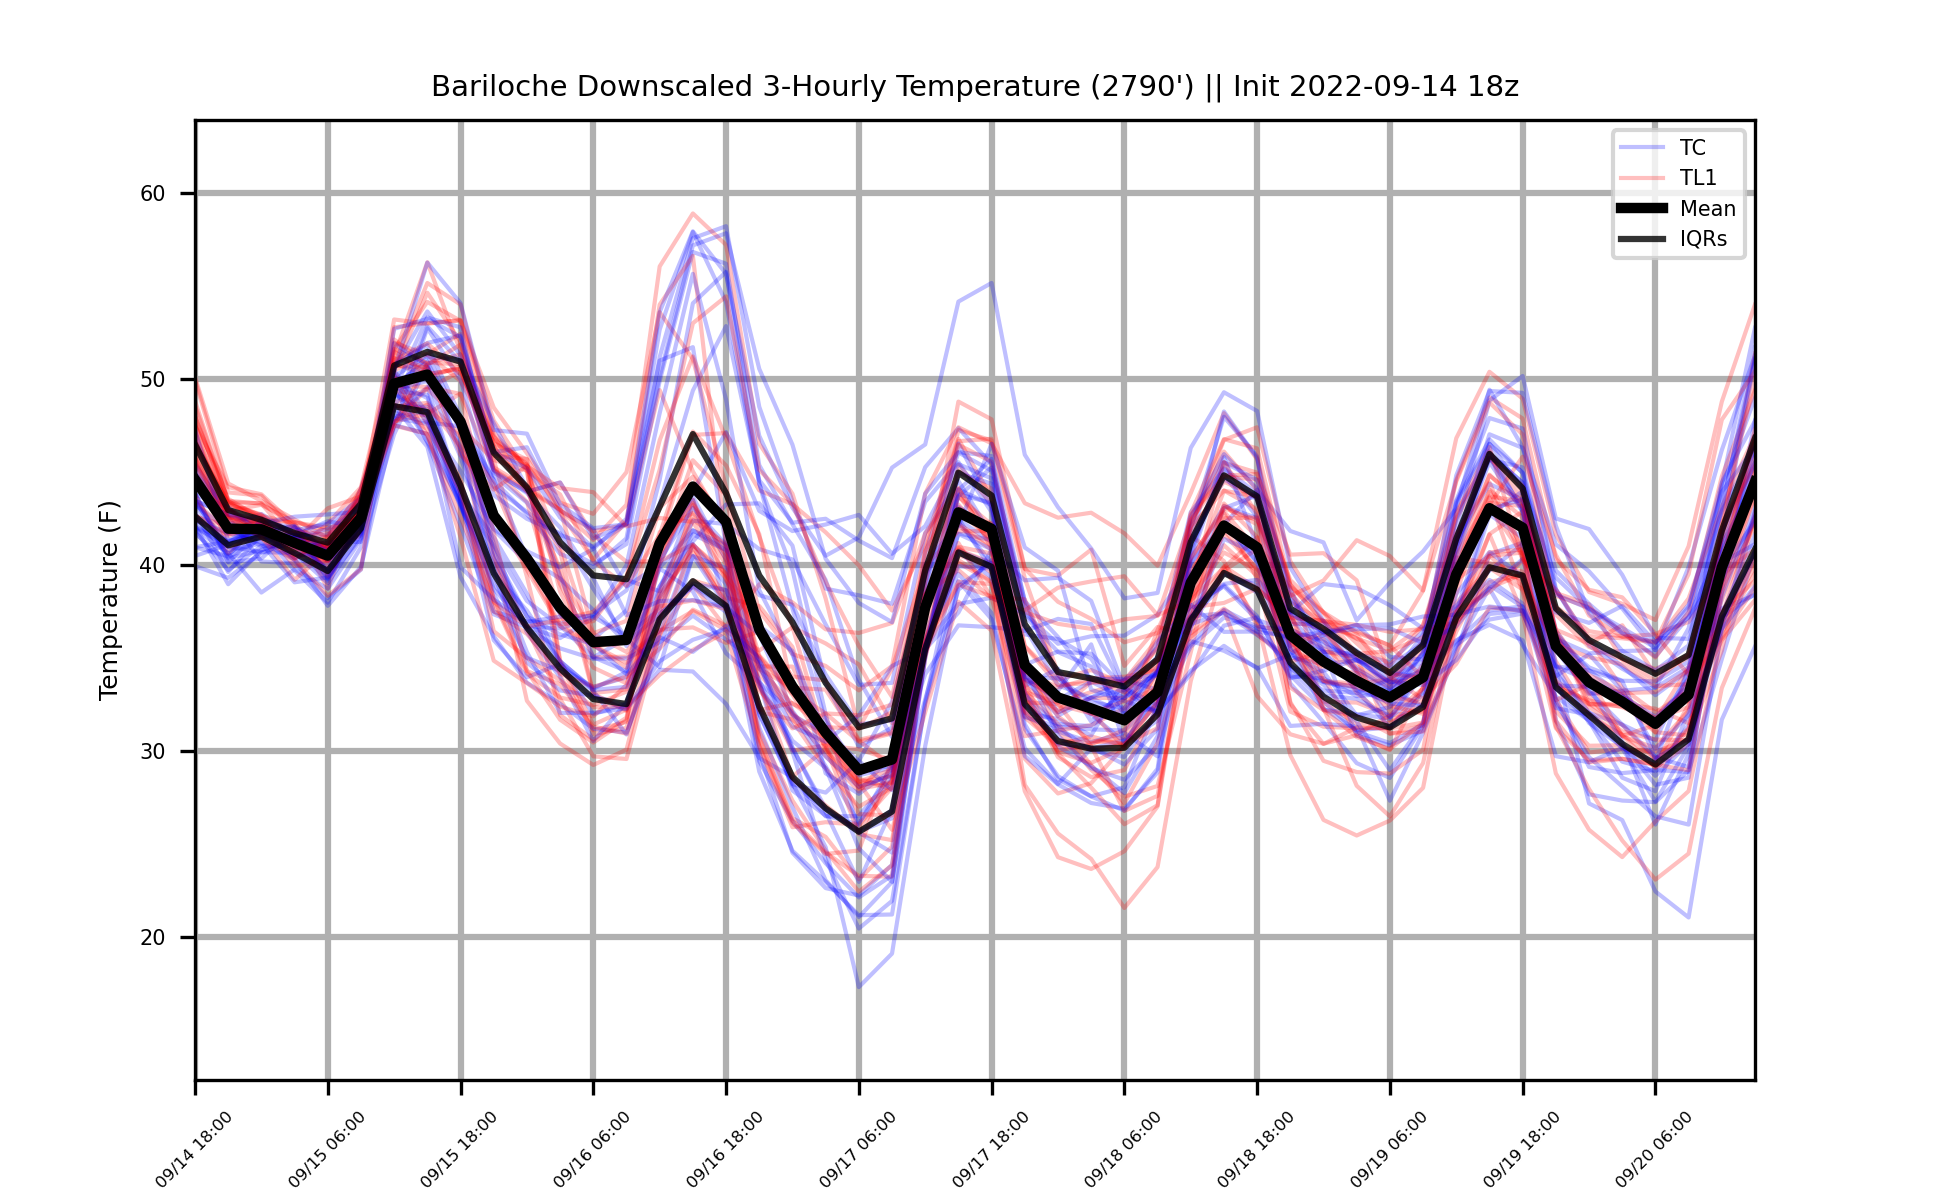 Bariloche Downscaled 3-Hourly Temperature (2790') || Init 2022-09-14 18z
TC
TL1
Mean
IQRs
Temperature (F)
60
50
40
30
20
09/14 18:00
09/15 06:00
09/15 18:00
09/16 06:00
09/16 18:00
09/17 06:00
09/17 18:00
09/18 06:00
09/18 18:00
09/19 06:00
09/19 18:00
09/20 06:00